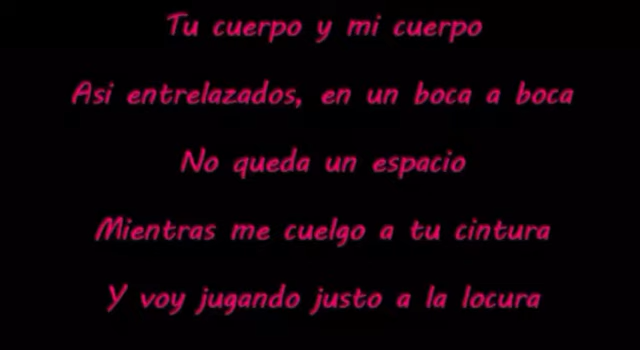 Tu cuerpo y mi cuerpo
Asi entrelazados, en un boca a boca
No queda un espacio
Mientras me cuelgo a tu cintura
Y voy jugando justo a la locura